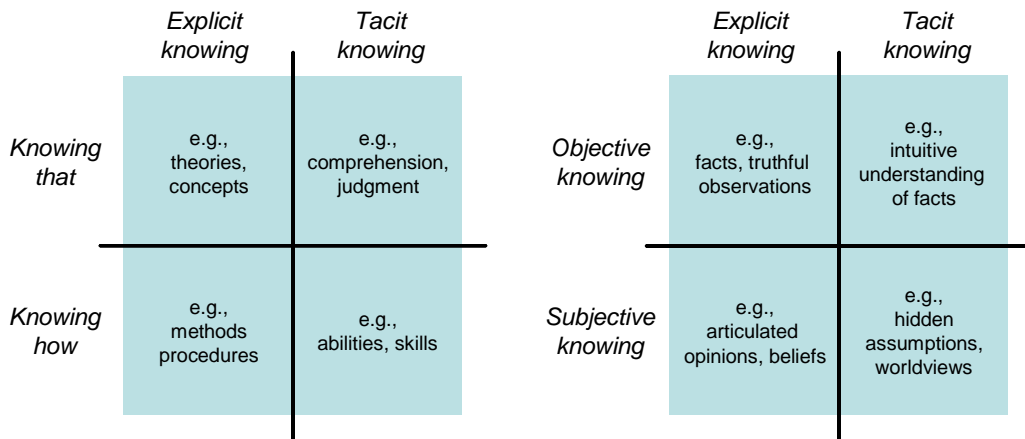 Explicit
knowing
Tacit
knowing
Knowing
that
e.g.,
theories,
concepts
e.g.,
comprehension,
judgment
Knowing
how
e.g.,
methods
procedures
e.g.,
abilities, skills
Explicit
knowing
Tacit
knowing
Objective
knowing
e.g.,
facts, truthful
observations
e.g.,
intuitive
understanding
of facts
Subjective
knowing
e.g.,
articulated
opinions, beliefs
e.g.,
hidden
assumptions,
worldviews